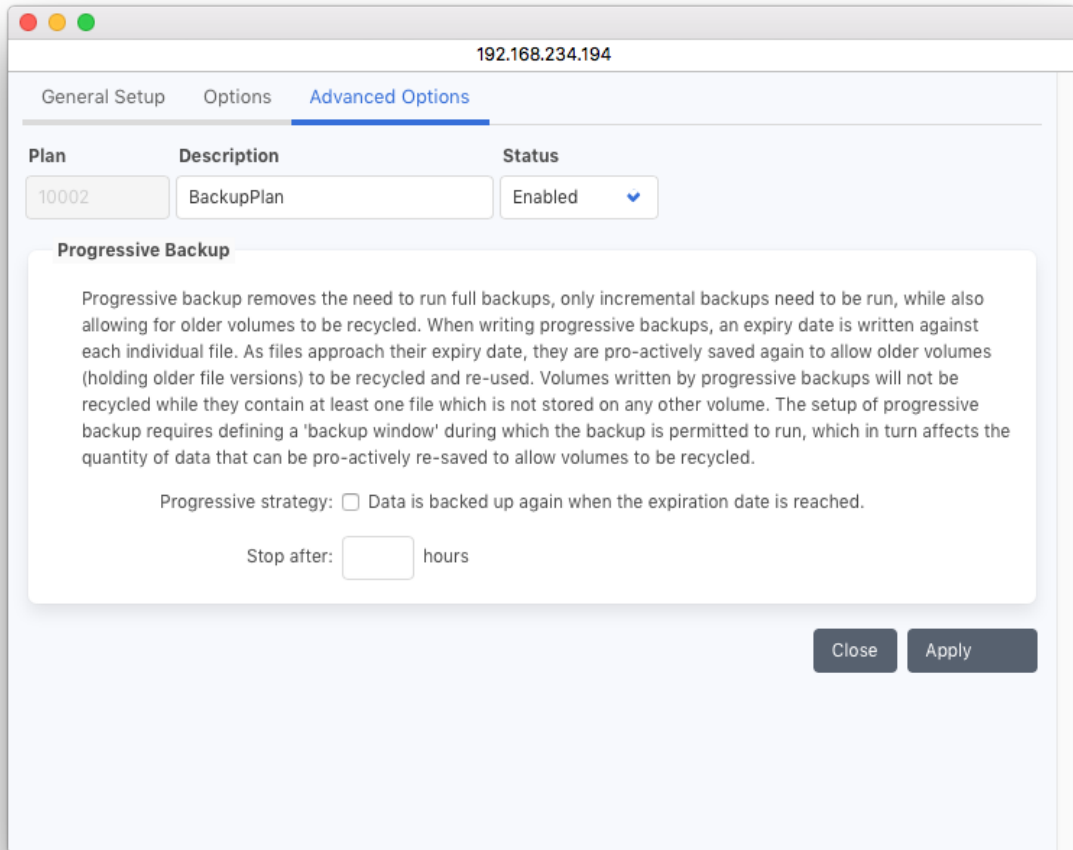 192.168.234.194
General Setup Options Advanced Options
Plan Description Status
10002 BackupPlan Enabled
Progressive Backup
Progressive backup removes the need to run full backups, only incremental backups need to be run, while also
allowing for older volumes to be recycled. When writing progressive backups, an expiry date is written against
each individual file. As files approach their expiry date, they are pro-actively saved again to allow older volumes
(holding older file versions) to be recycled and re-used. Volumes written by progressive backups will not be
recycled while they contain at least one file which is not stored on any other volume. The setup of progressive
backup requires defining a 'backup window' during which the backup is permitted to run, which in turn affects the
quantity of data that can be pro-actively re-saved to allow volumes to be recycled.
Progressive strategy: Data is backed up again when the expiration date is reached.
Stop after: hours
Close Apply